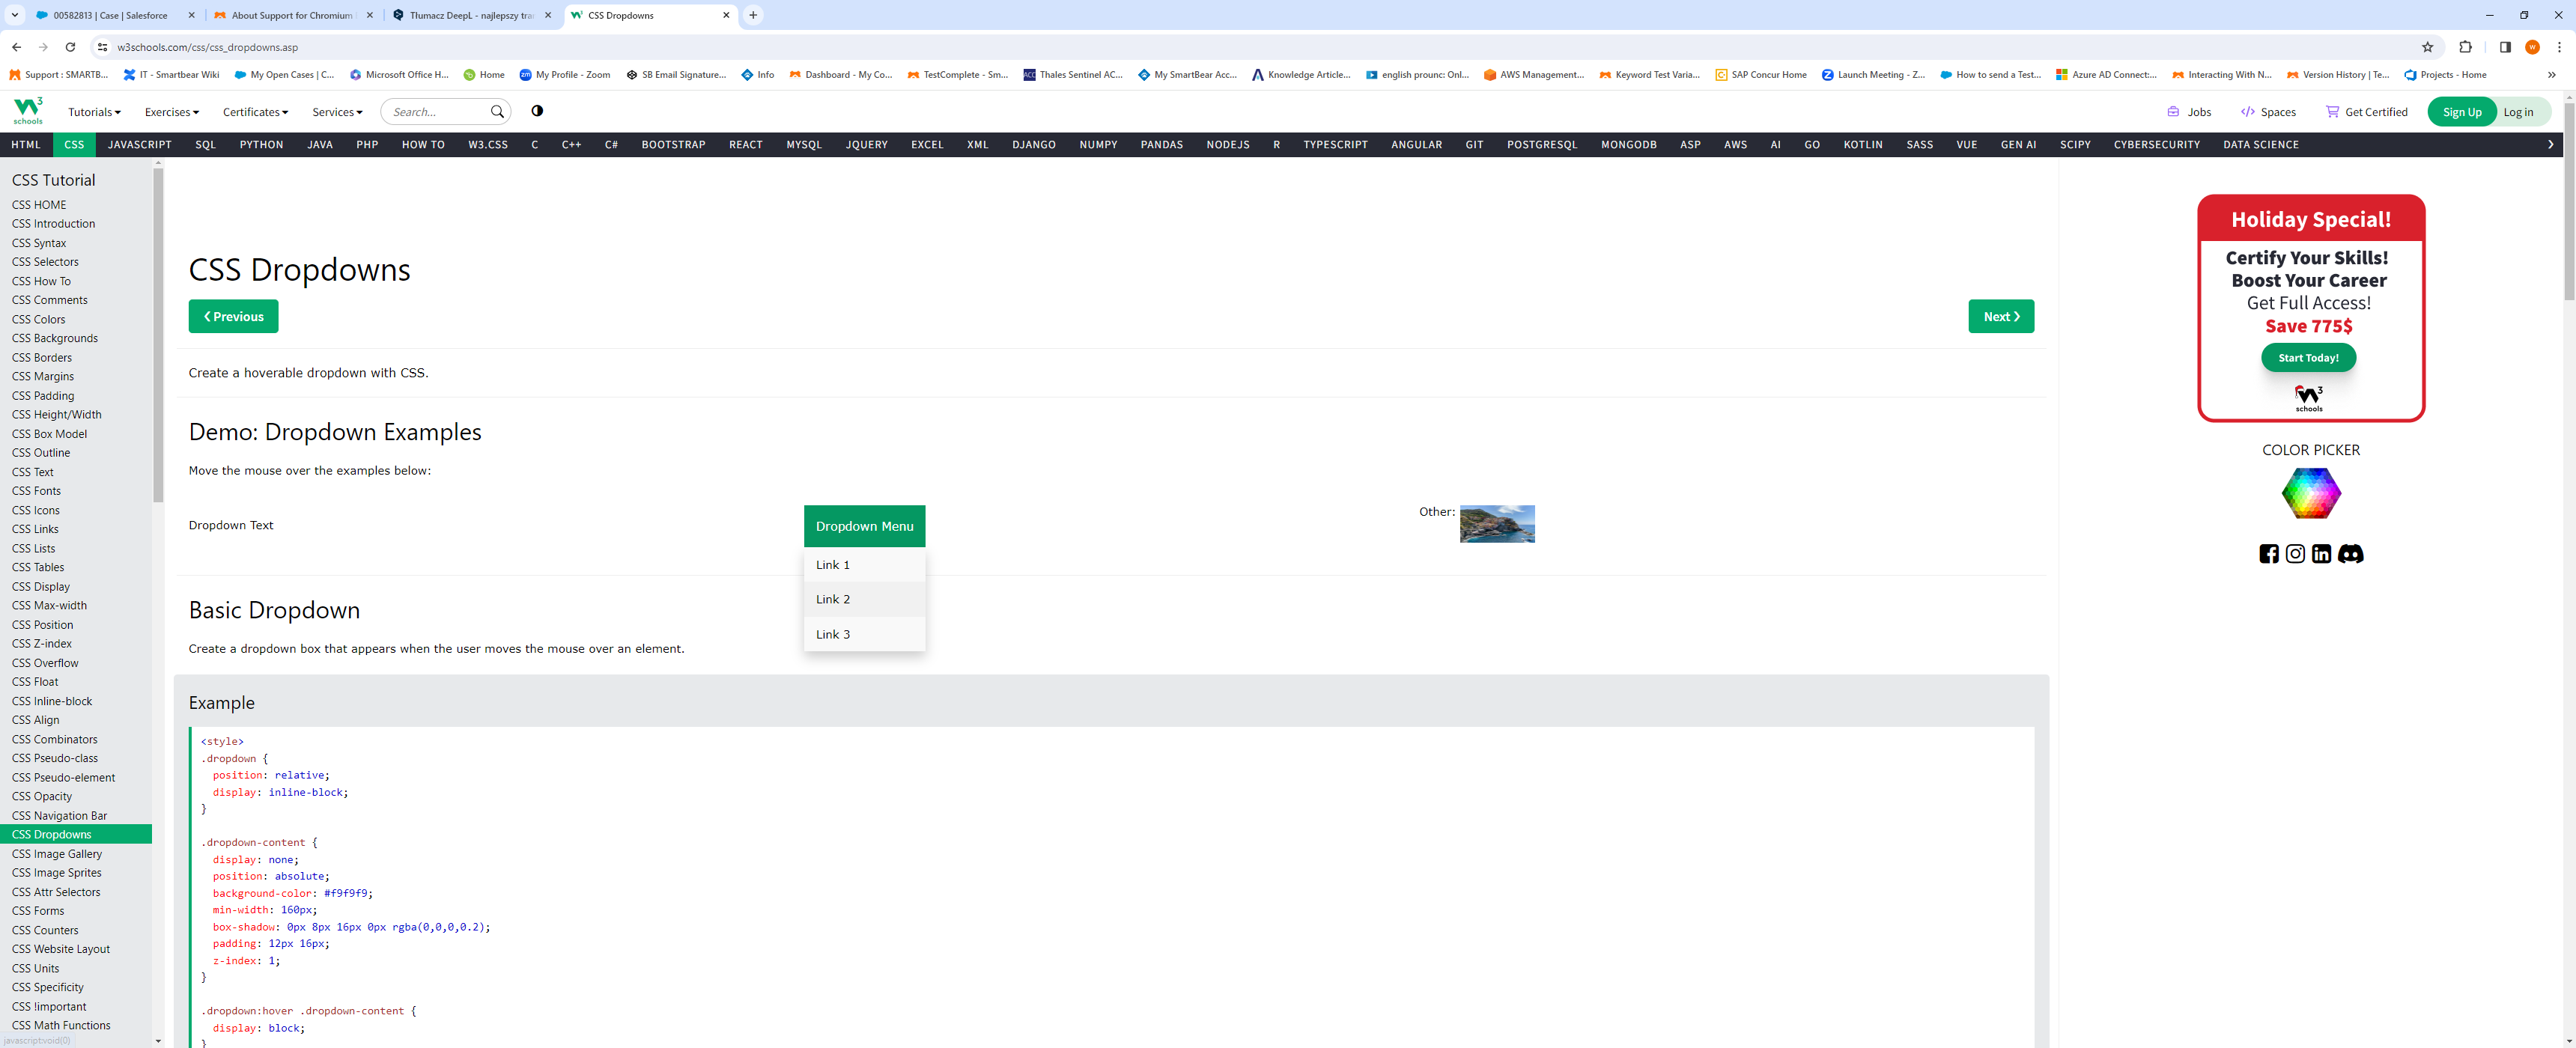 00582813 | Case | Salesforce
About Support for Chromium
Tłumacz DeepL - najlepszy tra
CSS Dropdowns
w3schools.com/css/css_dropdowns.asp
Support : SMARTB...
IT - Smartbear Wiki
My Open Cases | C...
Microsoft Office H...
Home
My Profile - Zoom
SB Email Signature...
Info
Dashboard - My Co...
TestComplete - Sm...
Thales Sentinel AC...
My SmartBear Acc...
Knowledge Article...
english prounc: Onl...
AWS Management...
Keyword Test Varia...
SAP Concur Home
Launch Meeting - Z...
How to send a Test...
Azure AD Connect:...
Interacting With N...
Version History | Te...
Projects - Home
schools
Tutorials
Exercises
Certificates
Services
Search...
Jobs
Spaces
Get Certified
Sign Up
Log in
HTML CSS JAVASCRIPT SQL PYTHON JAVA PHP HOW TO W3.CSS C C++ C# BOOTSTRAP REACT MYSQL JQUERY EXCEL XML DJANGO NUMPY PANDAS NODEJS R TYPESCRIPT ANGULAR GIT POSTGRESQL MONGODB ASP AWS AI GO KOTLIN SASS VUE GEN AI SCIPY CYBERSECURITY DATA SCIENCE
CSS Tutorial
CSS HOME
CSS Introduction
CSS Syntax
CSS Selectors
CSS How To
CSS Comments
CSS Colors
CSS Backgrounds
CSS Borders
CSS Margins
CSS Padding
CSS Height/Width
CSS Box Model
CSS Outline
CSS Text
CSS Fonts
CSS Icons
CSS Links
CSS Lists
CSS Tables
CSS Display
CSS Max-width
CSS Position
CSS Z-index
CSS Overflow
CSS Float
CSS Inline-block
CSS Align
CSS Combinators
CSS Pseudo-class
CSS Pseudo-element
CSS Opacity
CSS Navigation Bar
CSS Dropdowns
CSS Image Gallery
CSS Image Sprites
CSS Attr Selectors
CSS Forms
CSS Counters
CSS Website Layout
CSS Units
CSS Specificity
CSS !important
CSS Math Functions
javascript:void(0)
CSS Dropdowns
❮ Previous
Next ❯
Create a hoverable dropdown with CSS.
Demo: Dropdown Examples
Move the mouse over the examples below:
Dropdown Text
Dropdown Menu
Link 1
Link 2
Link 3
Other:
Basic Dropdown
Create a dropdown box that appears when the user moves the mouse over an element.
Example
<style>
.dropdown {
  position: relative;
  display: inline-block;
}
.dropdown-content {
  display: none;
  position: absolute;
  background-color: #f9f9f9;
  min-width: 160px;
  box-shadow: 0px 8px 16px 0px rgba(0,0,0,0.2);
  padding: 12px 16px;
  z-index: 1;
}
.dropdown:hover .dropdown-content {
  display: block;
}
Holiday Special!
Certify Your Skills!
Boost Your Career
Get Full Access!
Save 775$
Start Today!
schools
COLOR PICKER